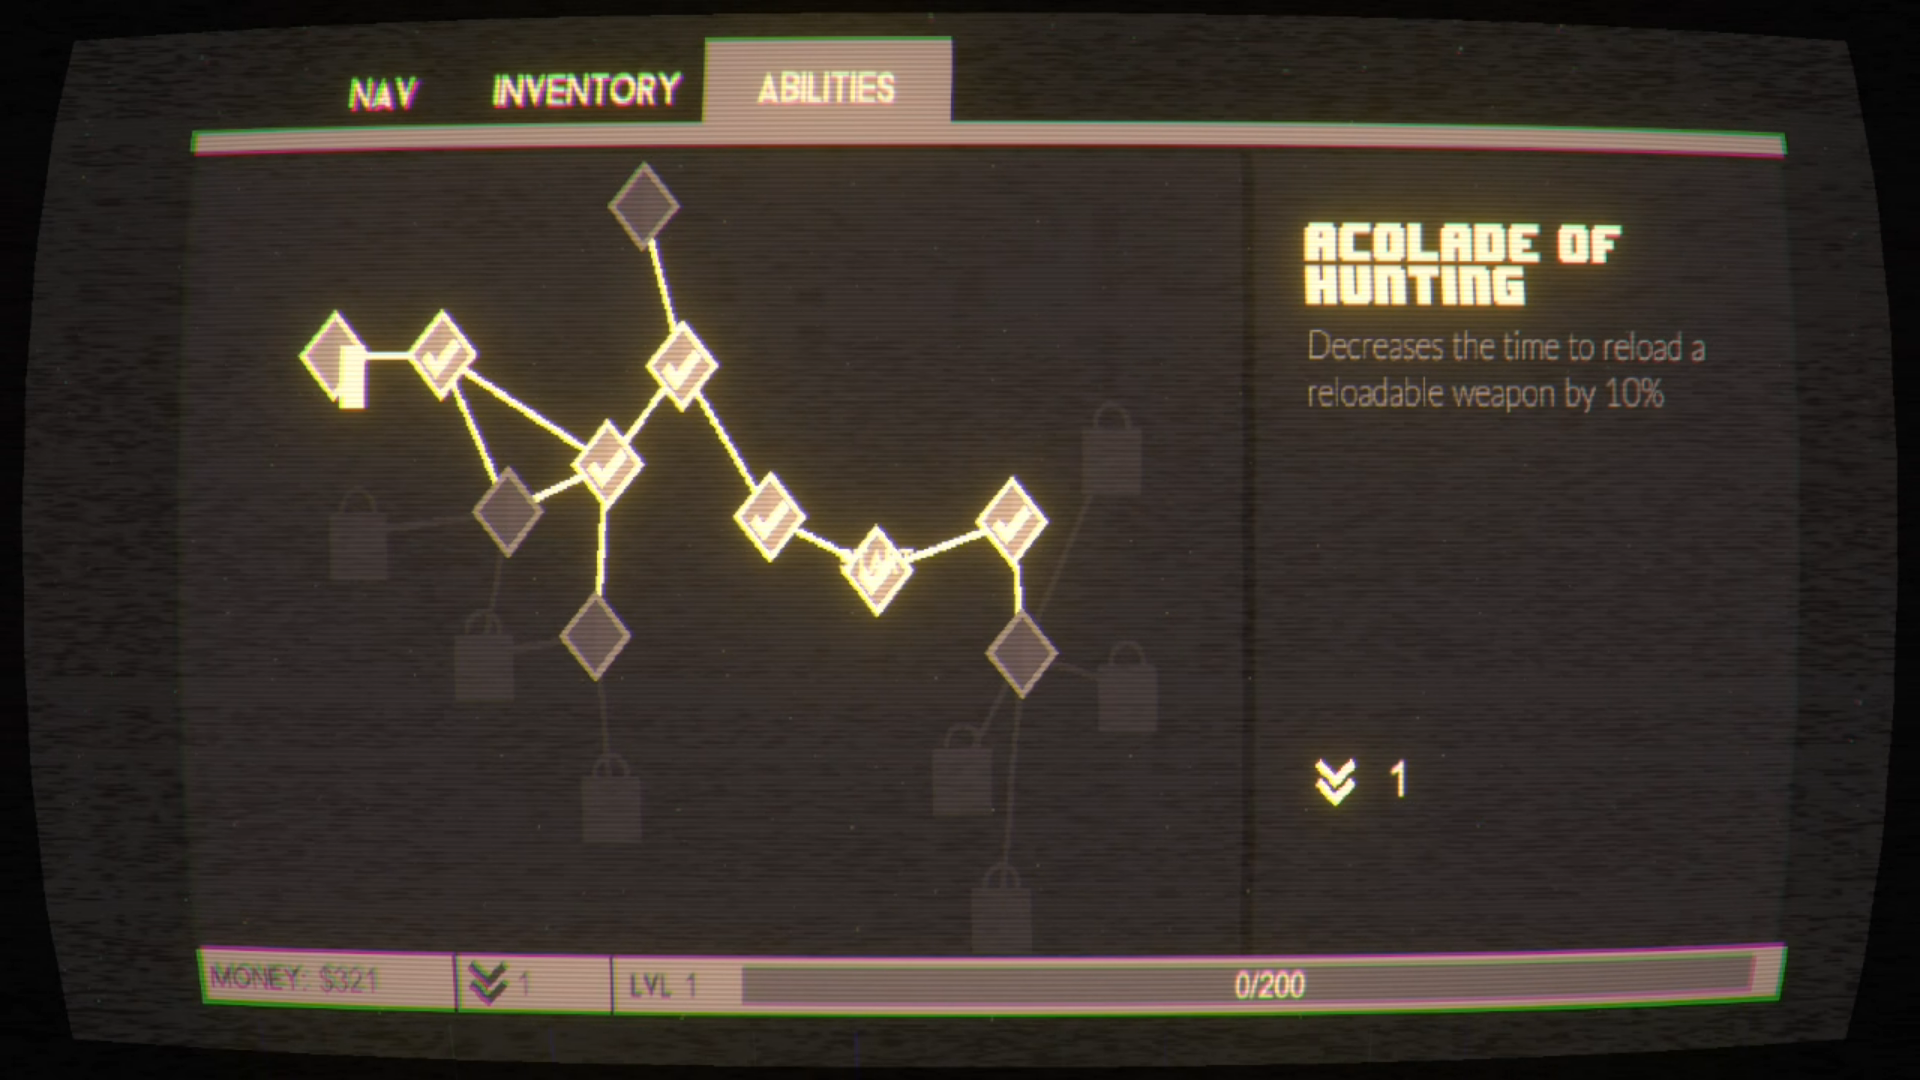 NAV
INVENTORY
ABILITIES
ACOLADE OF
HUNTING
Decreases the time to reload a
reloadable weapon by 10%
1
MONEY: $321
1
LVL 1
0/200